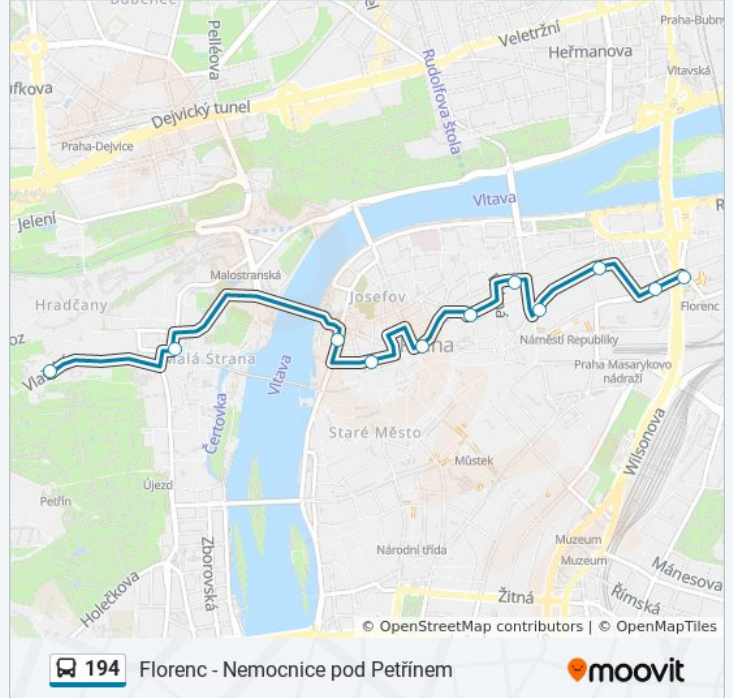 Pelléova
Veletržní
Praha-Bubny
Heřmanova
Rudolfova štola
Vltavská
Dejvický tunel
Praha-Dejvice
Jelení
Vltava
Malostranská
Josefov
Hradčany
Florenc
Náměstí Republiky
Malá Strana
Praha Masarykovo
nádraží
Vltava
Čertovka
Staré Město
Wilsonova
Můstek
Újezd
Petřín
Muzeum
Národní třída
Muzeum
Zborovská
Mánesova
Holečkova
Žitná
Římská
© OpenStreetMap contributors | © OpenMapTiles
194 Florenc - Nemocnice pod Petřínem
moovit